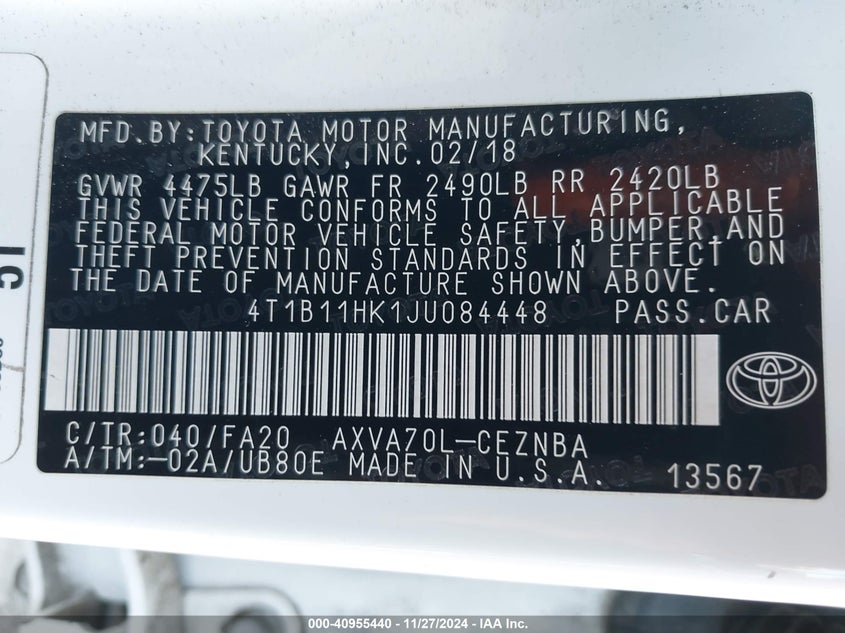 MFD.BY:TOYOTA MOTOR MANUFACTURING,
KENTUCKY,INC.02/18
GVWR 4475LB GAWR FR 2490LB RR 2420LB
THIS VEHICLE CONFORMS TO ALL APPLICABLE
FEDERAL MOTOR VEHICLE SAFETY,BUMPER,AND
THEFT PREVENTION STANDARDS IN EFFECT ON
THE DATE OF MANUFACTURE SHOWN ABOVE.
4T1B11HK1JU084448 PASS.CAR
C/TR:040/FA20 AXVA70L-CEZNBA
A/TM:-02A/UB80E MADE IN U.S.A. 13567
000-40955440 - 11/27/2024 - IAA Inc.